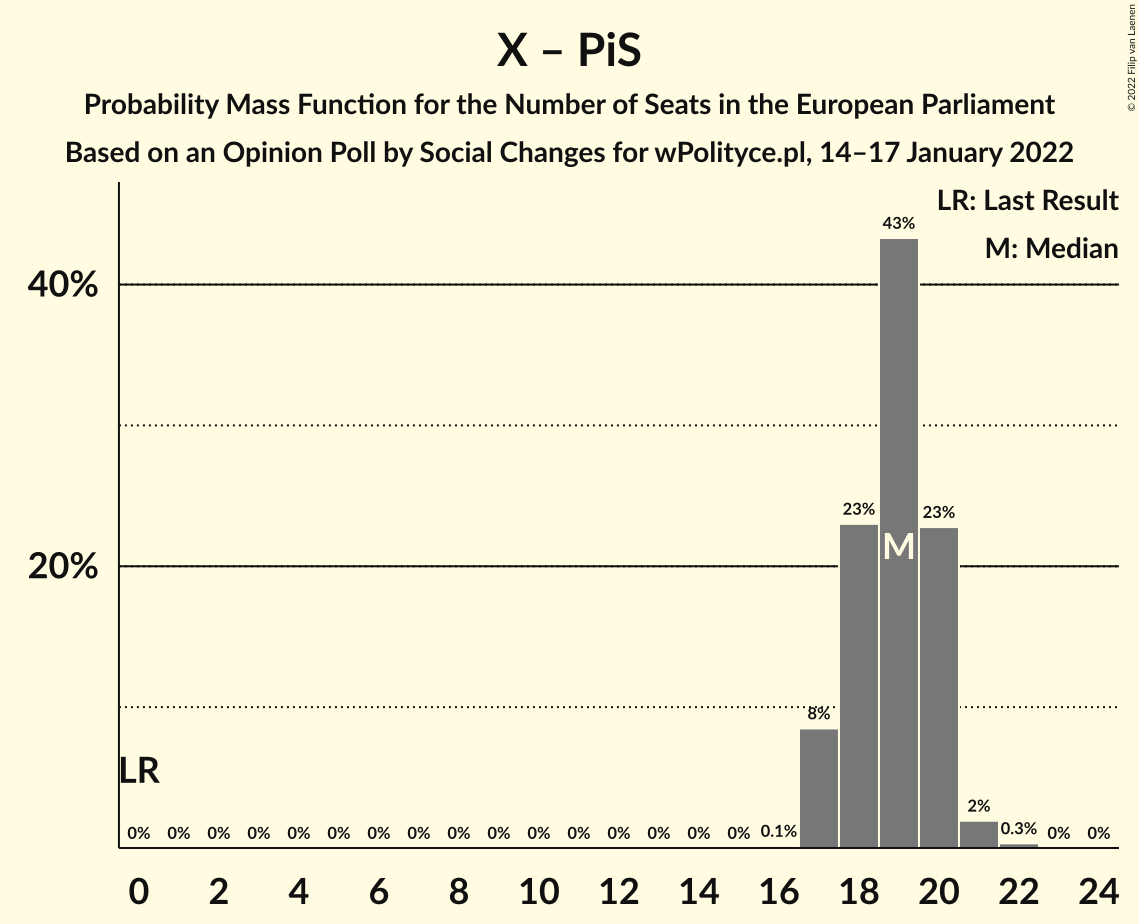 X – PiS
Probability Mass Function for the Number of Seats in the European Parliament
Based on an Opinion Poll by Social Changes for wPolityce.pl, 14–17 January 2022
© 2022 Filip van Laenen
LR: Last Result
M: Median
43%
40%
23% 23%
M
20%
8%
LR
2%
0% 0% 0% 0% 0% 0% 0% 0% 0% 0% 0% 0% 0% 0% 0% 0% 0.1% 0.3% 0% 0%
0 2 4 6 8 10 12 14 16 18 20 22 24